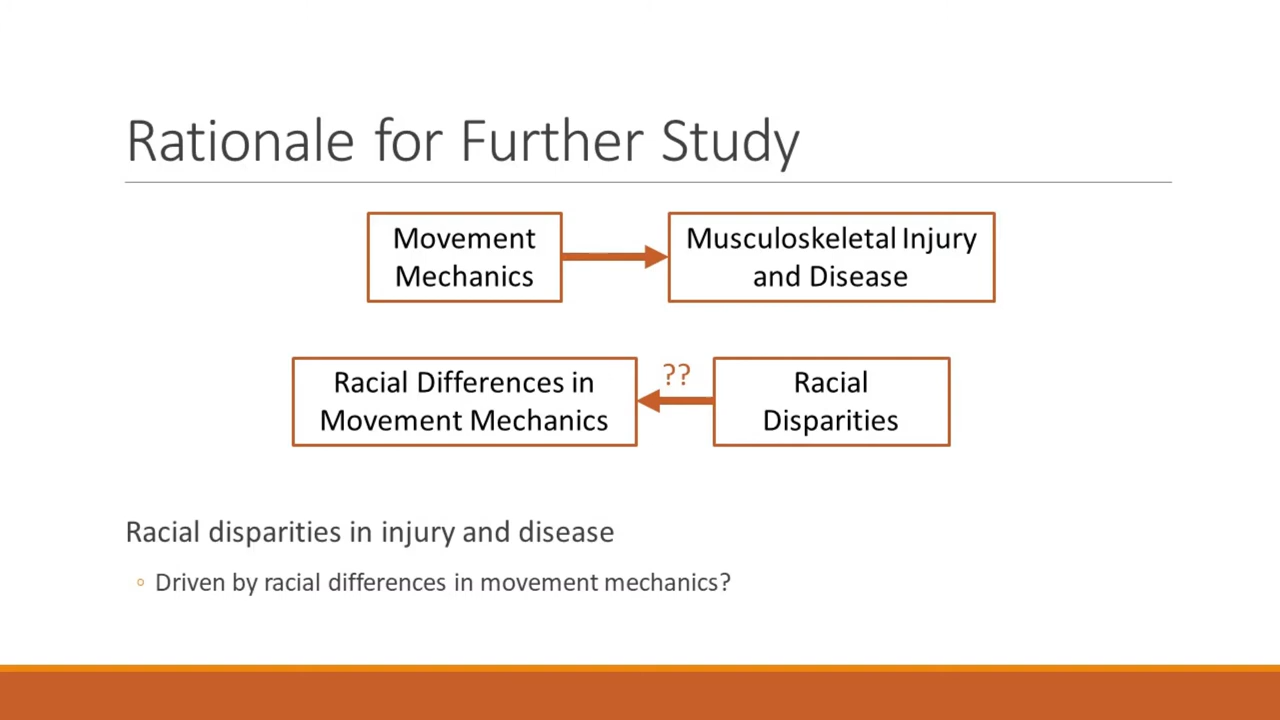 Rationale for Further Study
Movement
Mechanics
Musculoskeletal Injury
and Disease
Racial Differences in
Movement Mechanics
??
Racial
Disparities
Racial disparities in injury and disease
Driven by racial differences in movement mechanics?